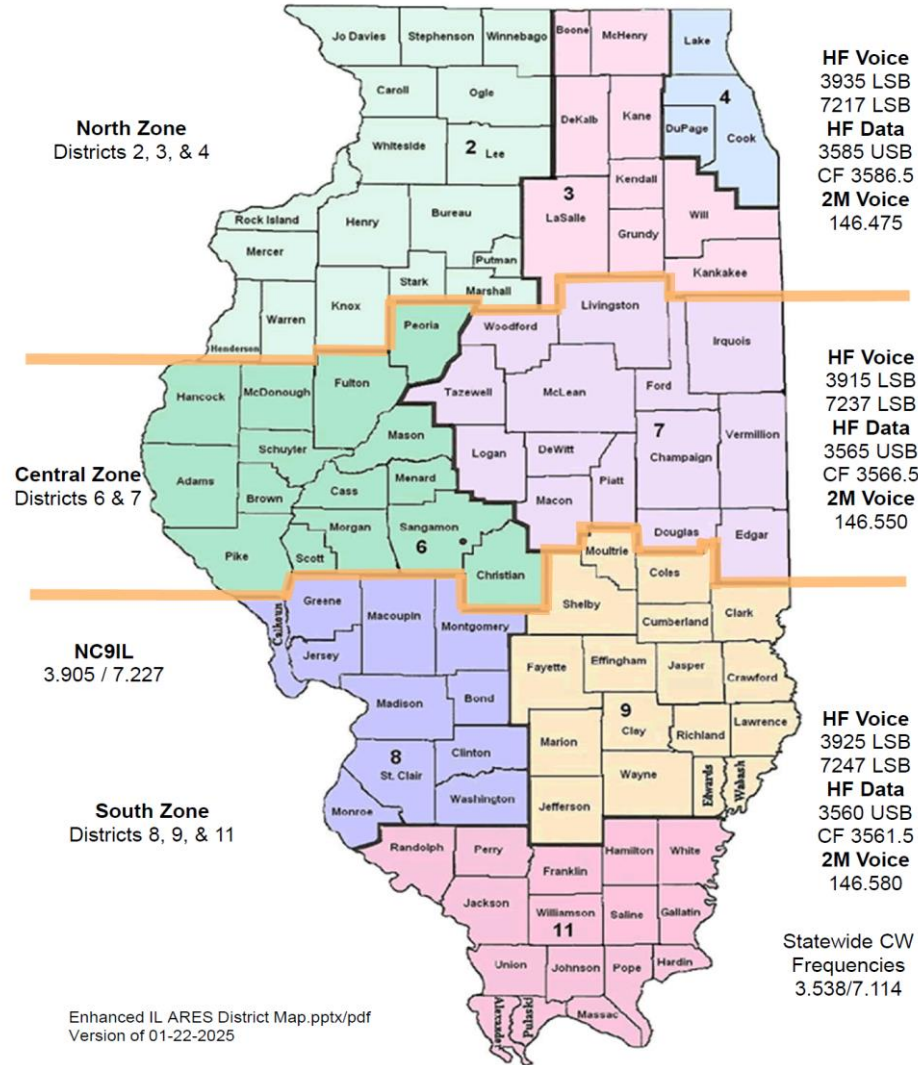 Jo Davies Stephenson Winnebago Boone McHenry Lake
HF Voice
3935 LSB
7217 LSB
HF Data
3585 USB
CF 3586.5
2M Voice
146.475
North Zone
Districts 2, 3, & 4
Caroll Ogle DeKalb Kane DuPage 4 Cook
Whiteside 2 Lee
Kendall
Rock Island Henry Bureau 3 LaSalle Will
Mercer Putman Grundy
Stark Marshall Kankakee
Henderson Warren Knox
Peoria Woodford Livingston Irquois
HF Voice
3915 LSB
7237 LSB
HF Data
3565 USB
CF 3566.5
2M Voice
146.550
Hancock McDonough Fulton Tazewell McLean Ford
Schuyler Mason Logan DeWitt 7 Champaign Vermillion
Central Zone
Districts 6 & 7
Adams Brown Cass Menard Macon Piatt
Pike Scott Morgan Sangamon 6 Christian
Douglas Edgar
Moultrie Coles
Calhoun Greene Macoupin Montgomery Shelby Cumberland Clark
NC9IL
3.905 / 7.227
Jersey Fayette Effingham Jasper Crawford
Madison Bond
9 Clay Richland Lawrence
HF Voice
3925 LSB
7247 LSB
HF Data
3560 USB
CF 3561.5
2M Voice
146.580
8 St. Clair Clinton Marion
South Zone
Districts 8, 9, & 11
Monroe Washington Jefferson Wayne Edwards Wabash
Randolph Perry Franklin Hamilton White
Jackson Williamson 11 Saline Gallatin
Union Johnson Pope Hardin
Alexander Pulaski Massac
Statewide CW
Frequencies
3.538/7.114
Enhanced IL ARES District Map.pptx/pdf
Version of 01-22-2025